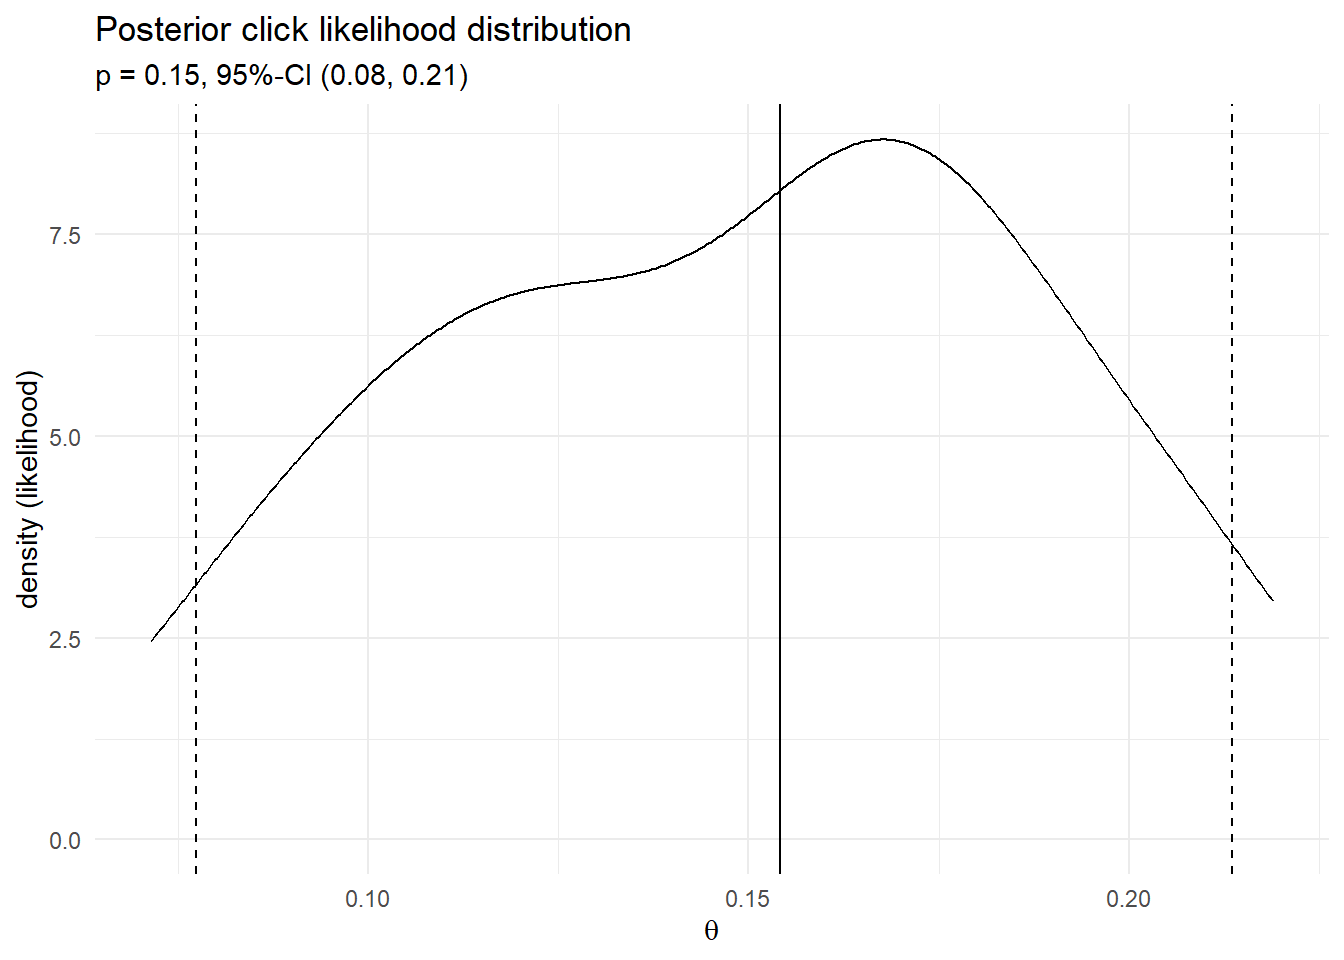 Posterior click likelihood distribution
p = 0.15, 95%-CI (0.08, 0.21)
density (likelihood)
7.5
5.0
2.5
0.0
0.10
0.15
0.20
θ